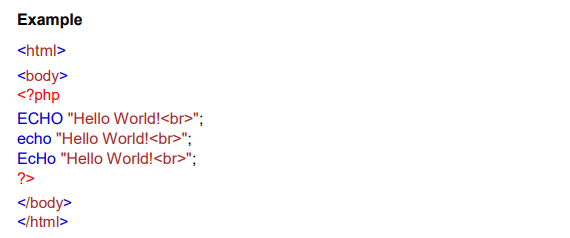 Example
<html>
<body>
<?php
ECHO "Hello World!<br>";
echo "Hello World!<br>";
EcHo "Hello World!<br>";
?>
</body>
</html>